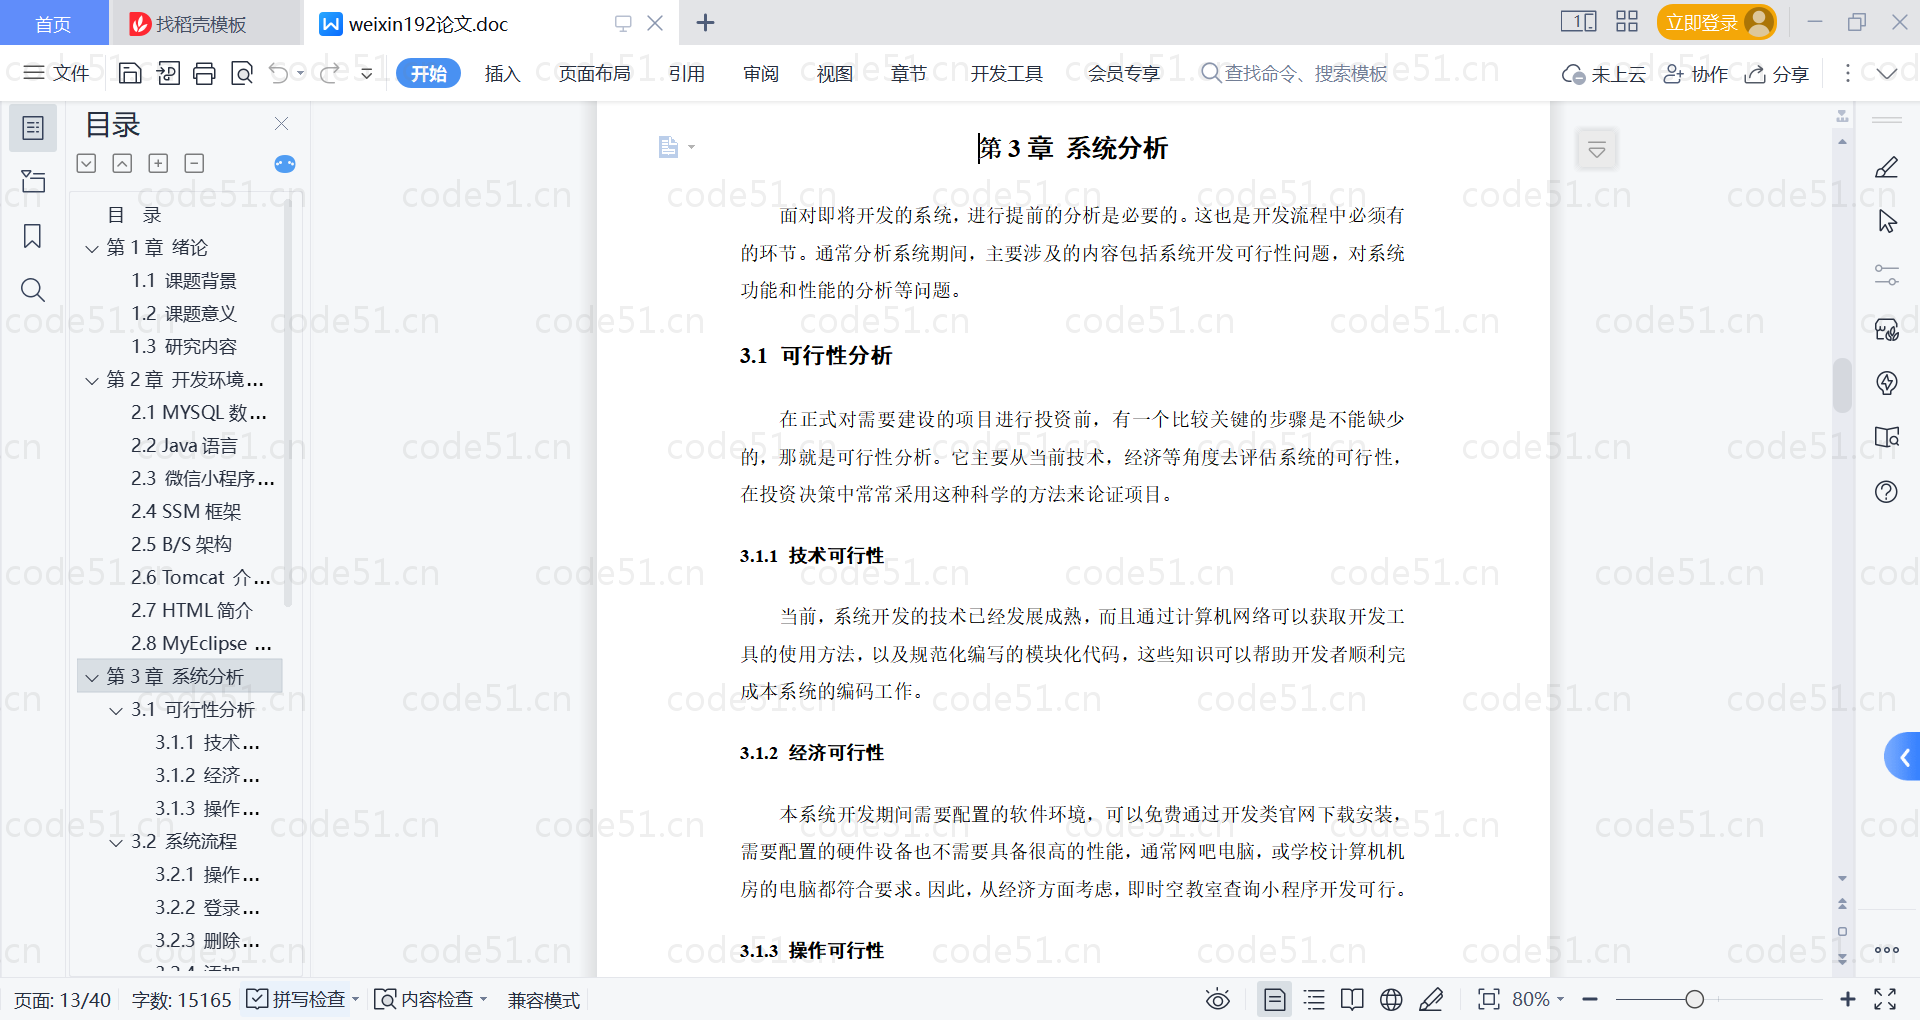 首页
找稻壳模板
weixin192论文.doc
立即登录
文件
开始
插入
页面布局
引用
审阅
视图
章节
开发工具
会员专享
查找命令、搜索模板
未上云
协作
分享
目录
目 录
第 1 章 绪论
1.1 课题背景
1.2 课题意义
1.3 研究内容
第 2 章 开发环境...
2.1 MYSQL 数...
2.2 Java 语言
2.3 微信小程序...
2.4 SSM 框架
2.5 B/S 架构
2.6 Tomcat 介...
2.7 HTML 简介
2.8 MyEclipse ...
第 3 章 系统分析
3.1 可行性分析
3.1.1 技术...
3.1.2 经济...
3.1.3 操作...
3.2 系统流程
3.2.1 操作...
3.2.2 登录...
3.2.3 删除...
第 3 章 系统分析
面对即将开发的系统，进行提前的分析是必要的。这也是开发流程中必须有
的环节。通常分析系统期间，主要涉及的内容包括系统开发可行性问题，对系统
功能和性能的分析等问题。
3.1 可行性分析
在正式对需要建设的项目进行投资前，有一个比较关键的步骤是不能缺少
的，那就是可行性分析。它主要从当前技术，经济等角度去评估系统的可行性，
在投资决策中常常采用这种科学的方法来论证项目。
3.1.1 技术可行性
当前，系统开发的技术已经发展成熟，而且通过计算机网络可以获取开发工
具的使用方法，以及规范化编写的模块化代码，这些知识可以帮助开发者顺利完
成本系统的编码工作。
3.1.2 经济可行性
本系统开发期间需要配置的软件环境，可以免费通过开发类官网下载安装，
需要配置的硬件设备也不需要具备很高的性能，通常网吧电脑，或学校计算机机
房的电脑都符合要求。因此，从经济方面考虑，即时空教室查询小程序开发可行。
3.1.3 操作可行性
页面: 13/40
字数: 15165
拼写检查
内容检查
兼容模式
80%
code51.cn